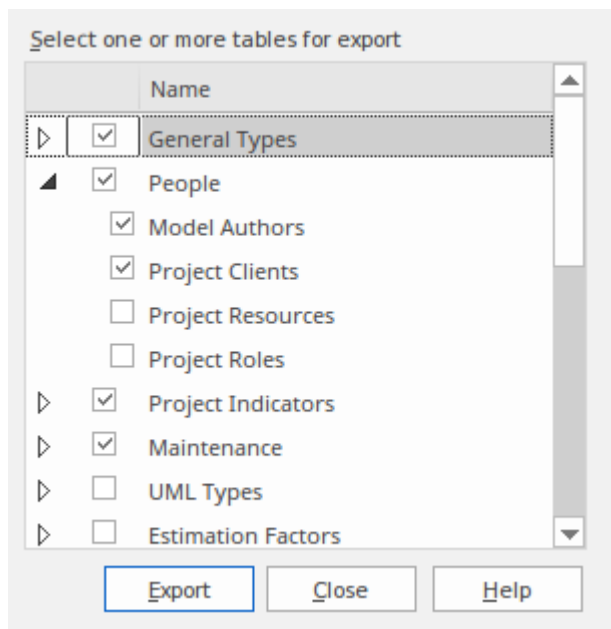 Select one or more tables for export
Name
General Types
People
Model Authors
Project Clients
Project Resources
Project Roles
Project Indicators
Maintenance
UML Types
Estimation Factors
Export Close Help